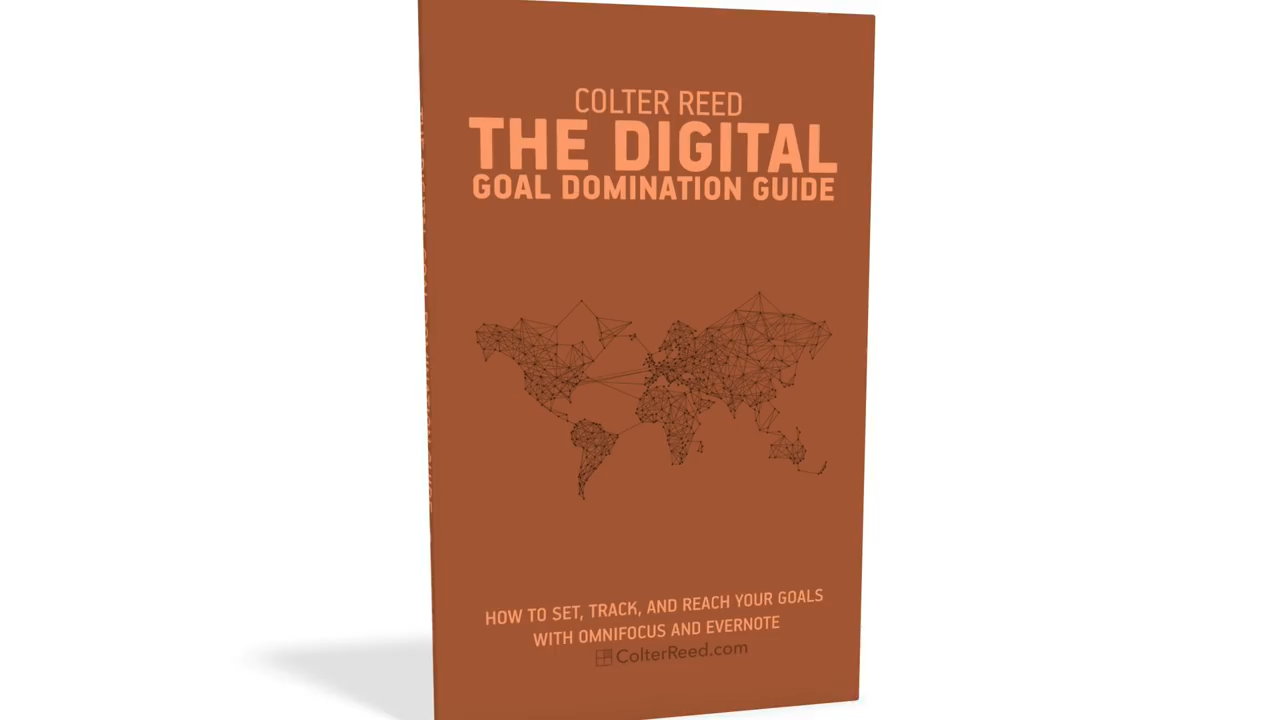 COLTER REED
THE DIGITAL
GOAL DOMINATION GUIDE
HOW TO SET, TRACK, AND REACH YOUR GOALS
WITH OMNIFOCUS AND EVERNOTE
ColterReed.com